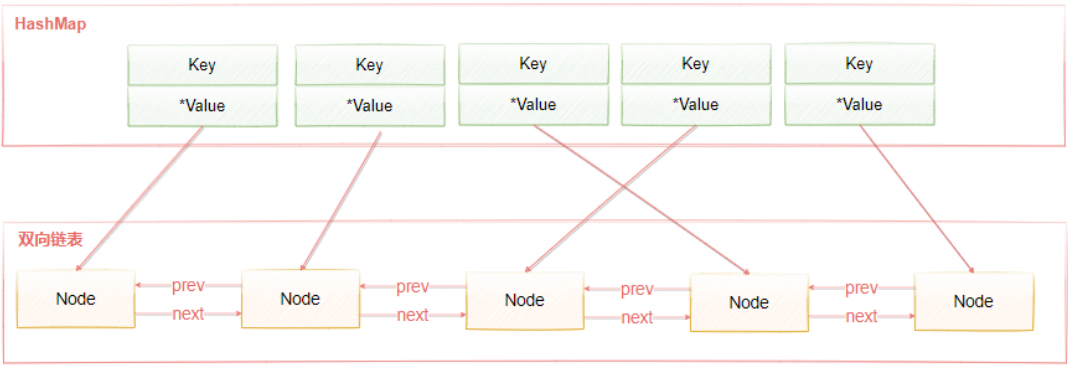 HashMap
Key Key Key Key Key
*Value *Value *Value *Value *Value
双向链表
prev prev prev prev
Node Node Node Node Node
next next next next